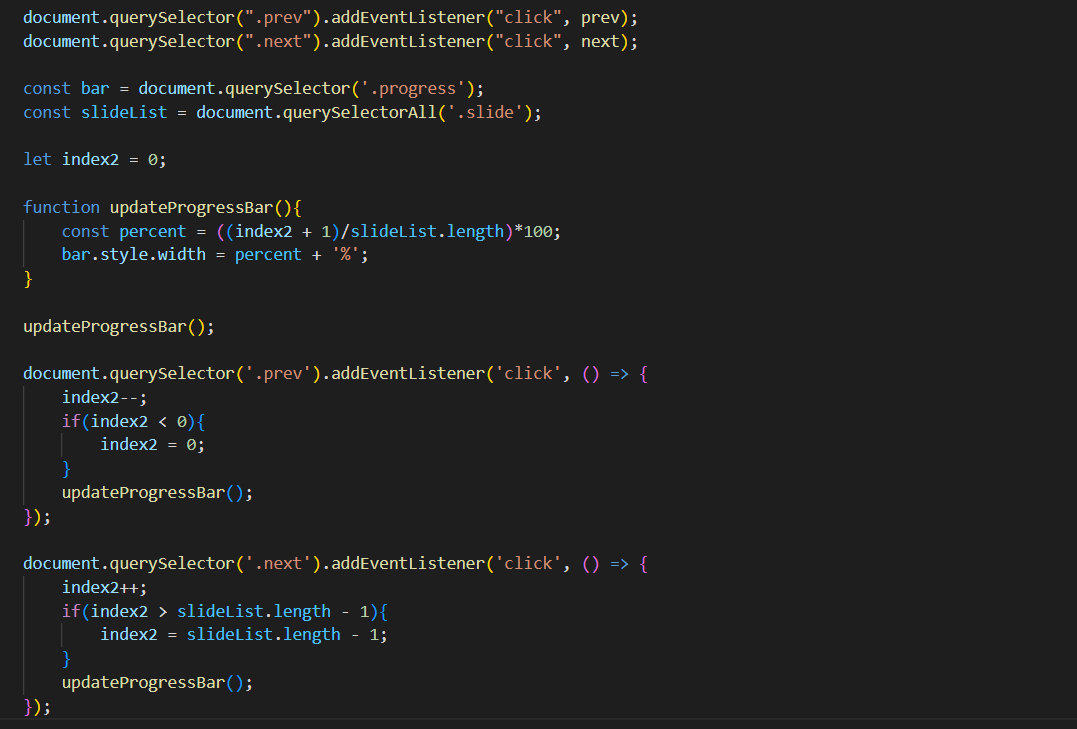 document.querySelector(".prev").addEventListener("click", prev);
document.querySelector(".next").addEventListener("click", next);

const bar = document.querySelector('.progress');
const slideList = document.querySelectorAll('.slide');

let index2 = 0;

function updateProgressBar(){
    const percent = ((index2 + 1)/slideList.length)*100;
    bar.style.width = percent + '%';
}

updateProgressBar();

document.querySelector('.prev').addEventListener('click', () => {
    index2--;
    if(index2 < 0){
        index2 = 0;
    }
    updateProgressBar();
});

document.querySelector('.next').addEventListener('click', () => {
    index2++;
    if(index2 > slideList.length - 1){
        index2 = slideList.length - 1;
    }
    updateProgressBar();
});